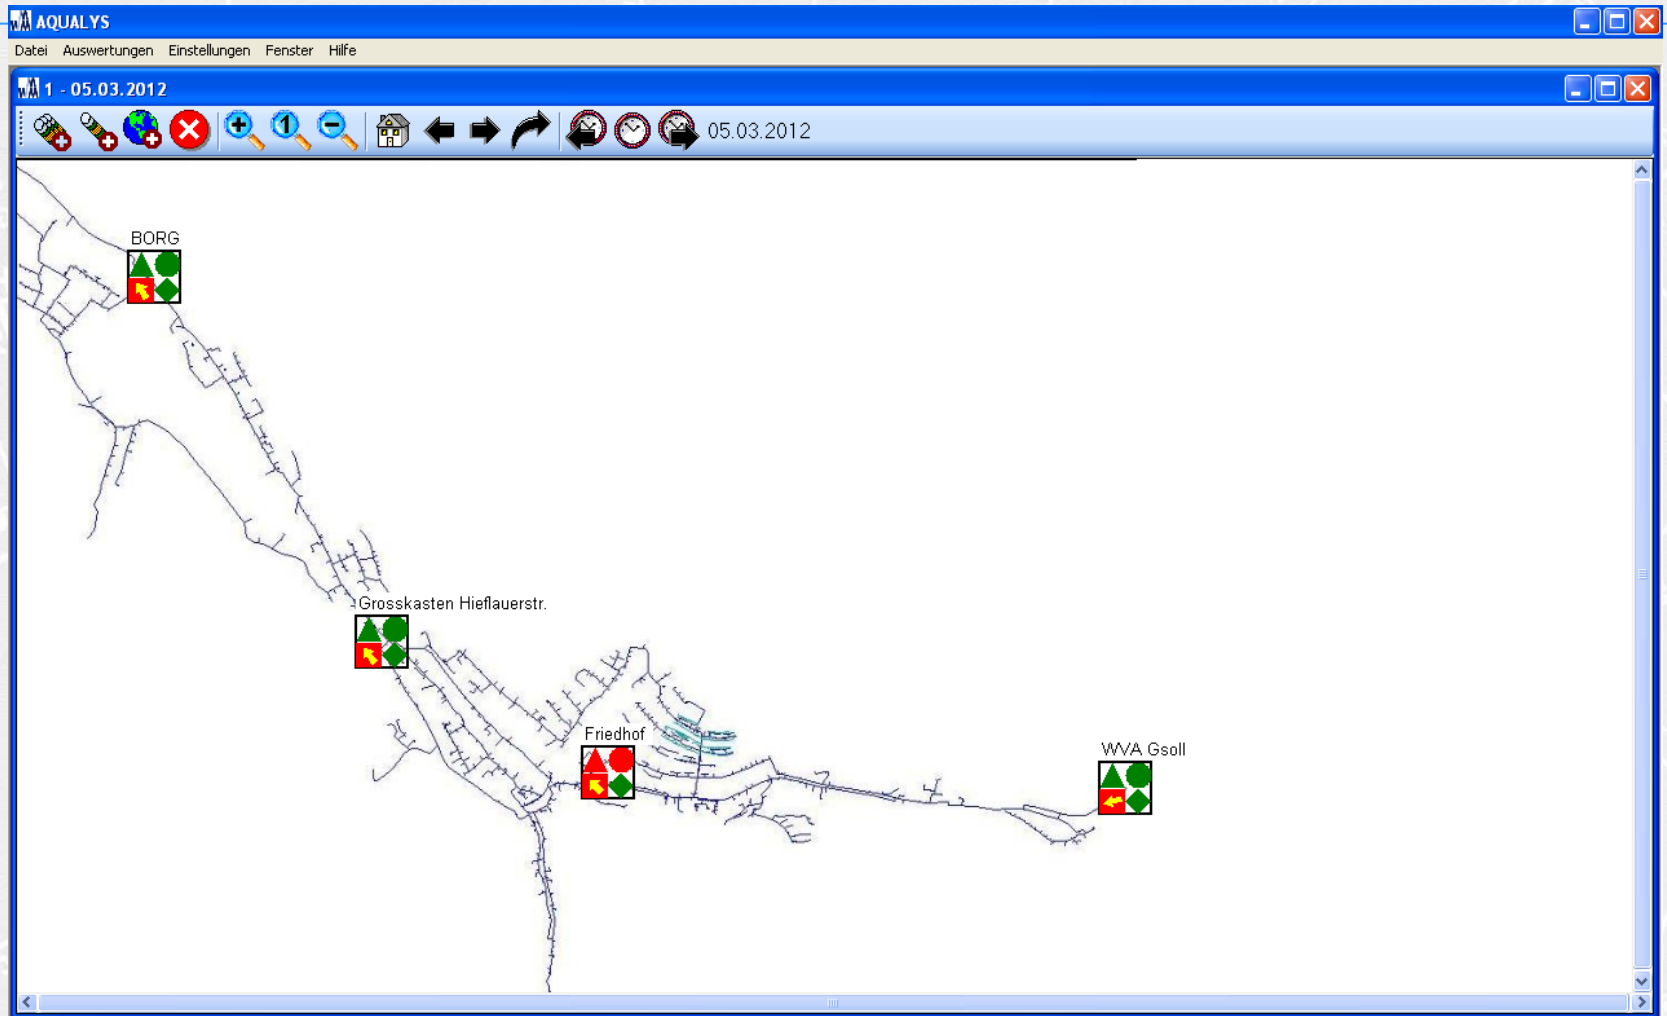 AQUALYS
Datei Auswertungen Einstellungen Fenster Hilfe
1 - 05.03.2012
1
05.03.2012
BORG
Grosskasten Hieflauerstr.
Friedhof
WVA Gsoll